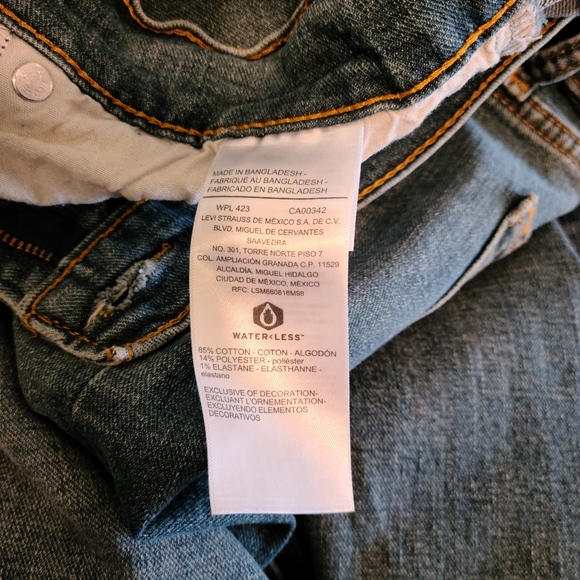 MADE IN BANGLADESH -
FABRIQUÉ AU BANGLADESH -
FABRICADO EN BANGLADESH
WPL 423 CA00342
LEVI STRAUSS DE MÉXICO S.A. DE C.V.
BLVD. MIGUEL DE CERVANTES
SAAVEDRA
NO. 301, TORRE NORTE PISO 7
COL. AMPLIACIÓN GRANADA C.P. 11529
ALCALDÍA. MIGUEL HIDALGO
CIUDAD DE MÉXICO, MÉXICO
RFC: LSM660818M98
WATER<LESS™
85% COTTON - COTON - ALGODÓN
14% POLYESTER - poliéster
1% ELASTANE - ELASTHANNE -
elastano
EXCLUSIVE OF DECORATION-
EXCLUANT L'ORNEMENTATION-
EXCLUYENDO ELEMENTOS
DECORATIVOS